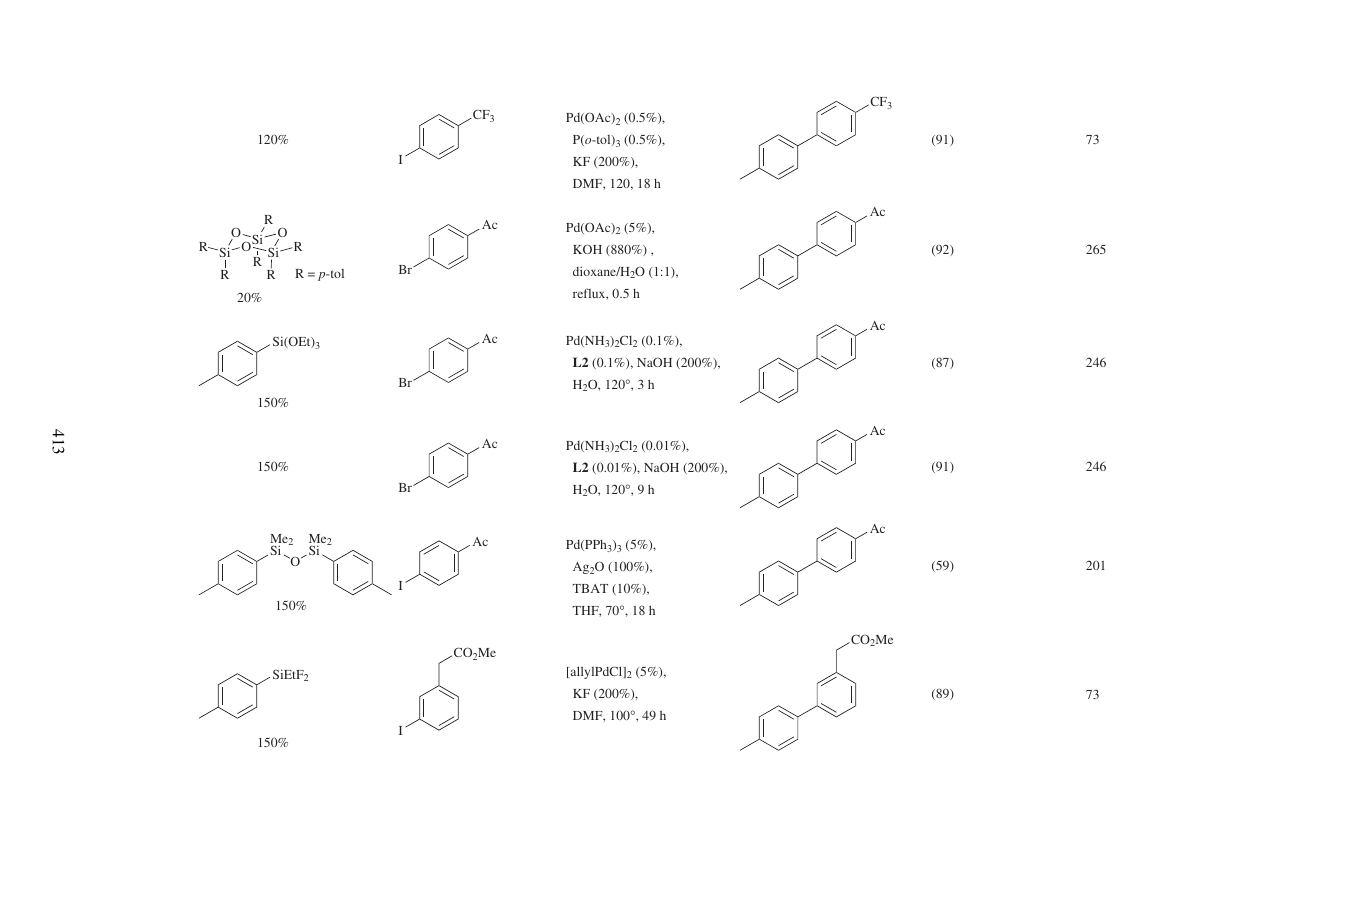 120%
I
CF3
Pd(OAc)2 (0.5%),
P(o-tol)3 (0.5%),
KF (200%),
DMF, 120, 18 h
CF3
(91)
73
R
O Si O
R Si O Si R
R R R
R = p-tol
20%
Br
Ac
Pd(OAc)2 (5%),
KOH (880%) ,
dioxane/H2O (1:1),
reflux, 0.5 h
Ac
(92)
265
Si(OEt)3
150%
Br
Ac
Pd(NH3)2Cl2 (0.1%),
L2 (0.1%), NaOH (200%),
H2O, 120°, 3 h
Ac
(87)
246
413
150%
Br
Ac
Pd(NH3)2Cl2 (0.01%),
L2 (0.01%), NaOH (200%),
H2O, 120°, 9 h
Ac
(91)
246
Me2 Me2
Si O Si
150%
I
Ac
Pd(PPh3)3 (5%),
Ag2O (100%),
TBAT (10%),
THF, 70°, 18 h
Ac
(59)
201
SiEtF2
150%
CO2Me
I
[allylPdCl]2 (5%),
KF (200%),
DMF, 100°, 49 h
CO2Me
(89)
73